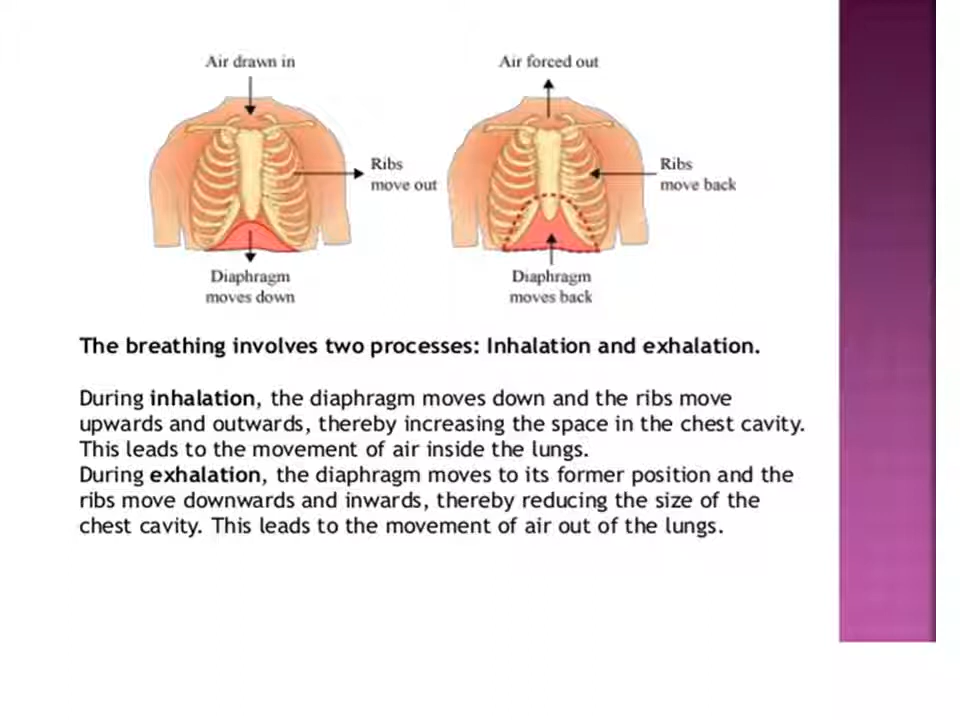 Air drawn in
Air forced out
Ribs
move out
Ribs
move back
Diaphragm
moves down
Diaphragm
moves back
The breathing involves two processes: Inhalation and exhalation.
During inhalation, the diaphragm moves down and the ribs move
upwards and outwards, thereby increasing the space in the chest cavity.
This leads to the movement of air inside the lungs.
During exhalation, the diaphragm moves to its former position and the
ribs move downwards and inwards, thereby reducing the size of the
chest cavity. This leads to the movement of air out of the lungs.